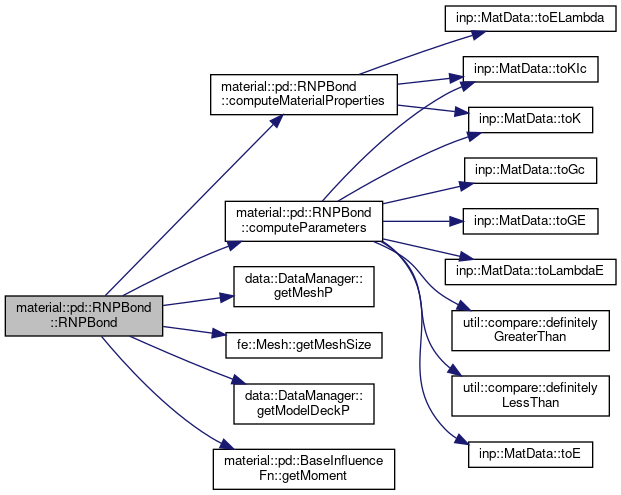 material::pd::RNPBond
::RNPBond
material::pd::RNPBond
::computeMaterialProperties
material::pd::RNPBond
::computeParameters
data::DataManager::
getMeshP
fe::Mesh::getMeshSize
data::DataManager::
getModelDeckP
material::pd::BaseInfluence
Fn::getMoment
inp::MatData::toELambda
inp::MatData::toKIc
inp::MatData::toK
inp::MatData::toGc
inp::MatData::toGE
inp::MatData::toLambdaE
util::compare::definitely
GreaterThan
util::compare::definitely
LessThan
inp::MatData::toE